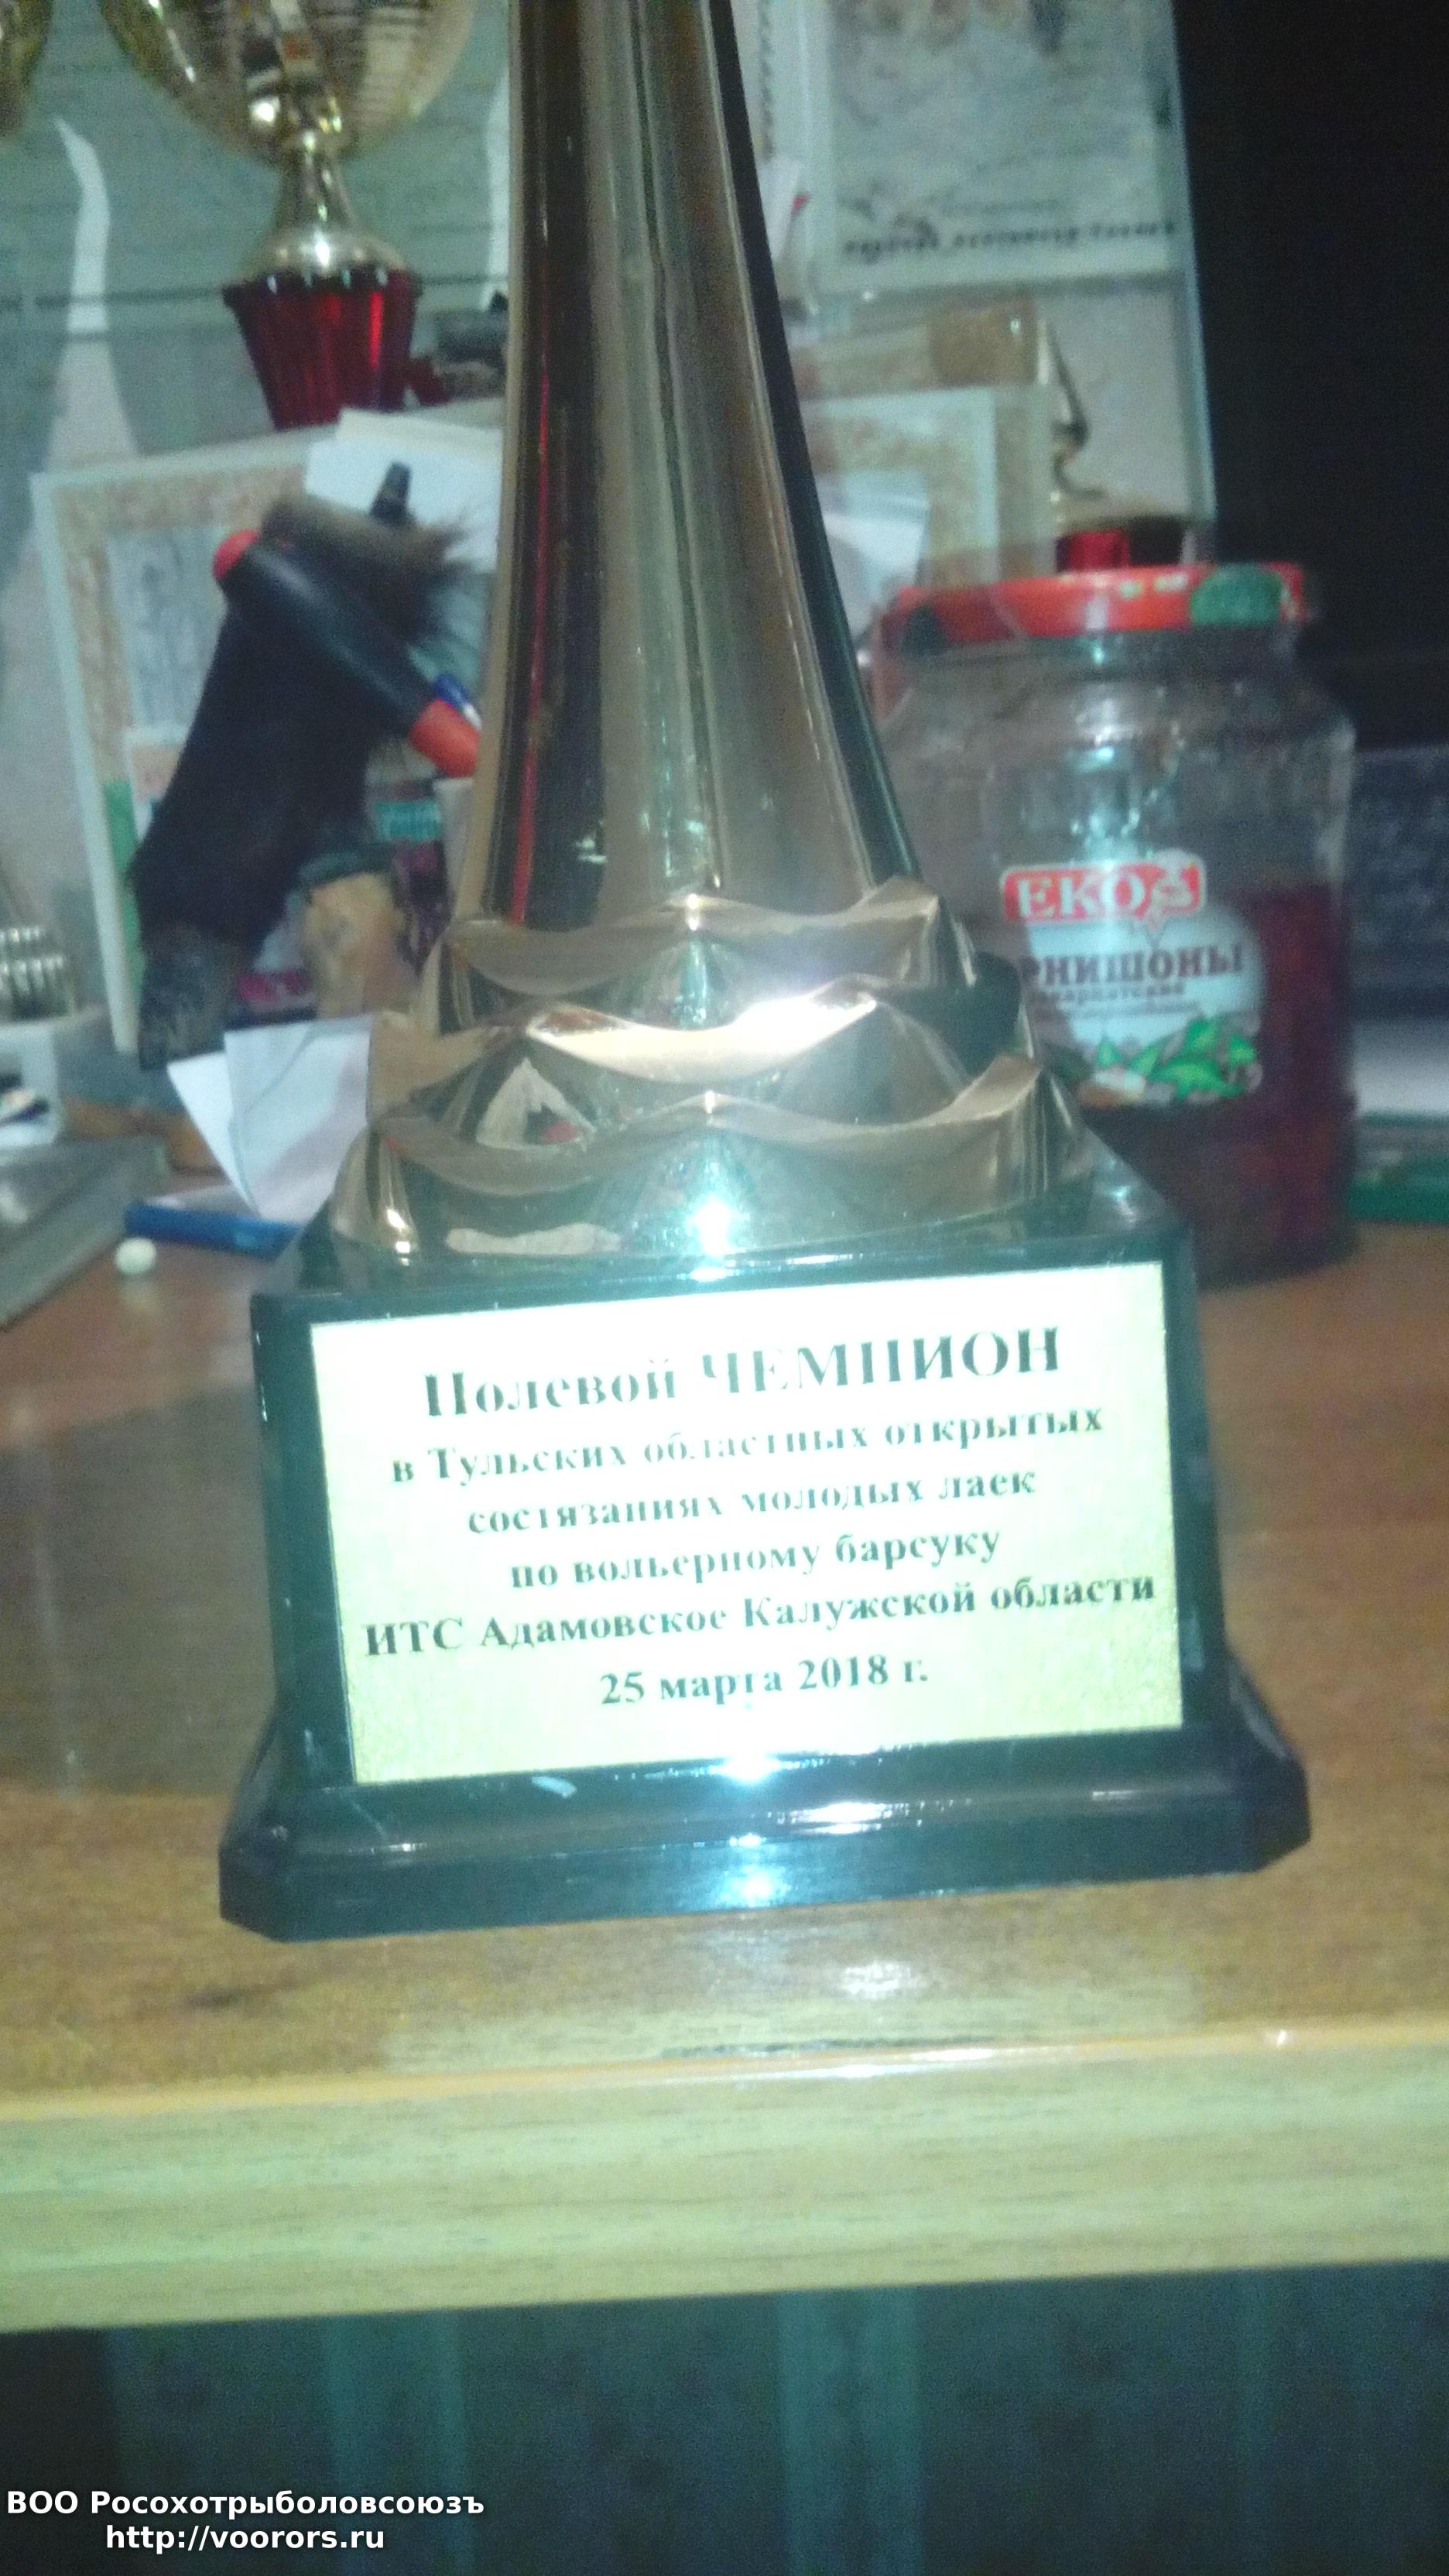 EKO
РНИШОНЫ
Полевой ЧЕМПИОН
в Тульских областных открытых
состязаниях молодых лаек
по вольерному барсуку
ИТС Адамовское Калужской области
25 марта 2018 г.
ВОО Росохотрыболовсоюзъ
http://voorors.ru